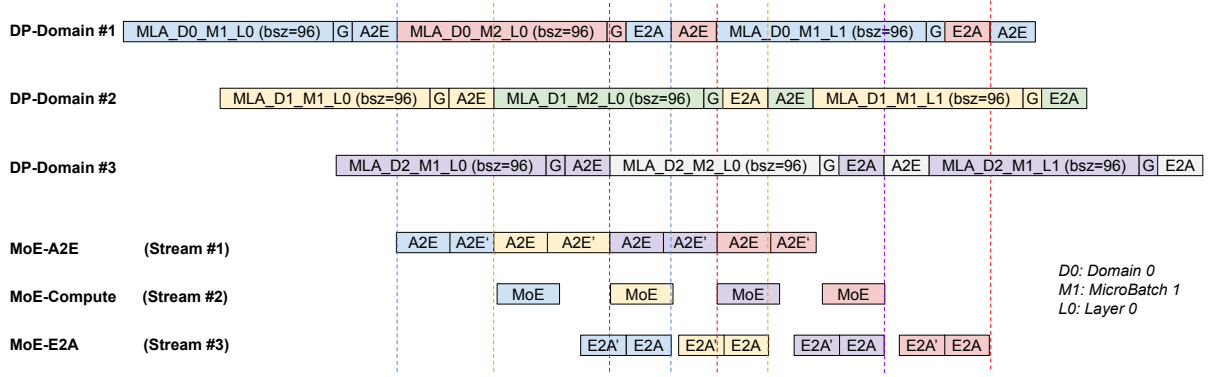 DP-Domain #1 MLA_D0_M1_L0 (bsz=96) G A2E MLA_D0_M2_L0 (bsz=96) G E2A A2E MLA_D0_M1_L1 (bsz=96) G E2A A2E
DP-Domain #2 MLA_D1_M1_L0 (bsz=96) G A2E MLA_D1_M2_L0 (bsz=96) G E2A A2E MLA_D1_M1_L1 (bsz=96) G E2A
DP-Domain #3 MLA_D2_M1_L0 (bsz=96) G A2E MLA_D2_M2_L0 (bsz=96) G E2A A2E MLA_D2_M1_L1 (bsz=96) G E2A
MoE-A2E (Stream #1) A2E A2E‘ A2E A2E’ A2E A2E’ A2E A2E‘
MoE-Compute (Stream #2) MoE MoE MoE MoE
MoE-E2A (Stream #3) E2A’ E2A E2A’ E2A E2A’ E2A E2A’ E2A
D0: Domain 0
M1: MicroBatch 1
L0: Layer 0